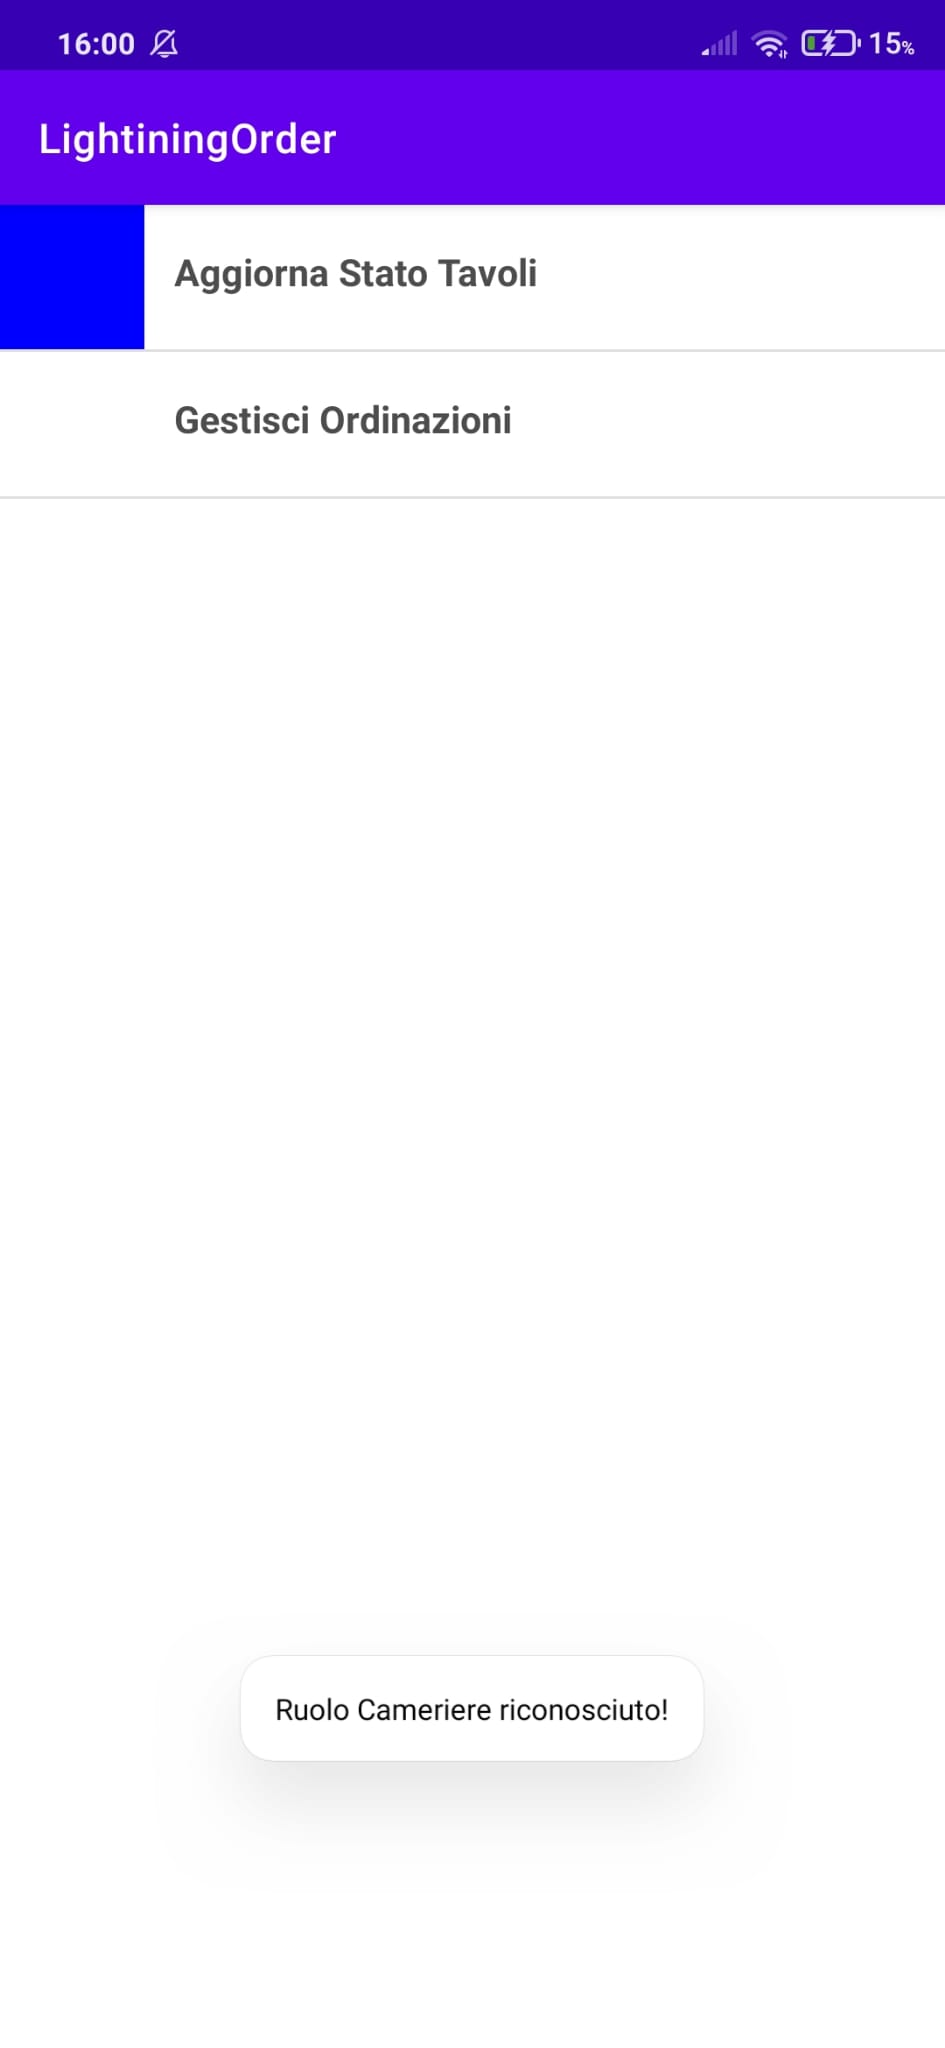 16:00
15%
LightiningOrder
Aggiorna Stato Tavoli
Gestisci Ordinazioni
Ruolo Cameriere riconosciuto!